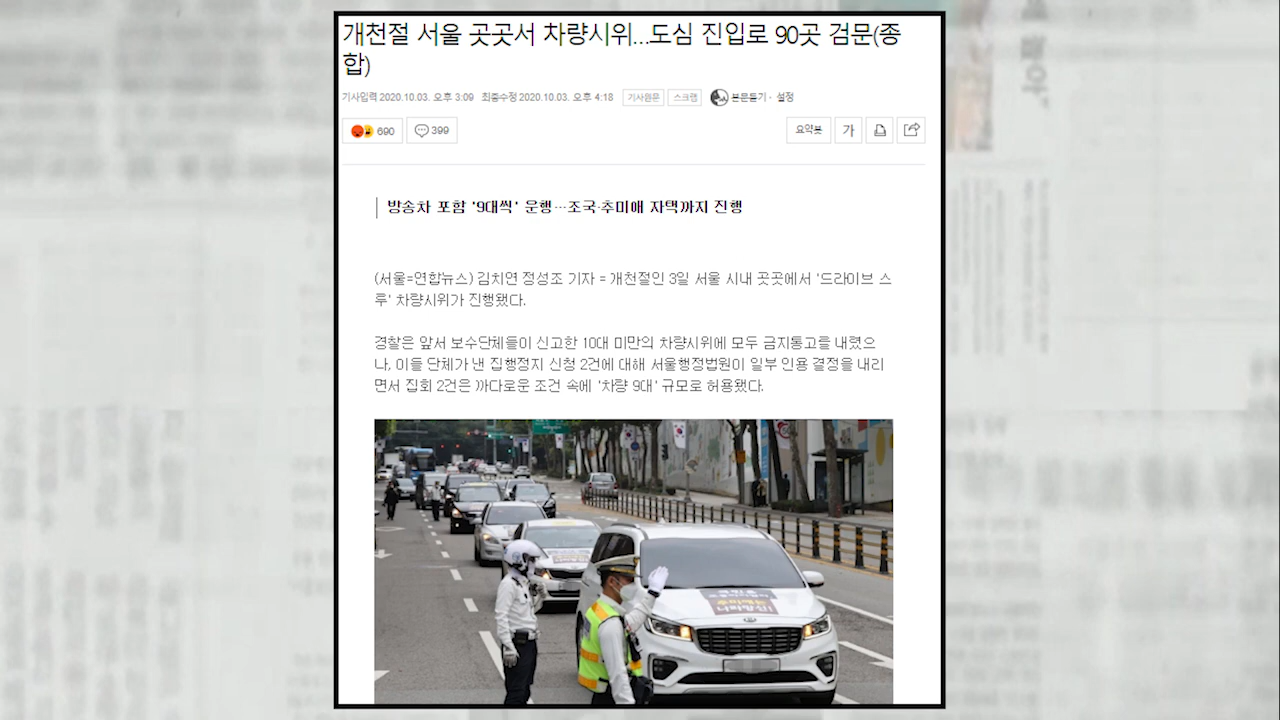 개천절 서울 곳곳서 차량시위...도심 진입로 90곳 검문(종
합)
기사입력 2020.10.03. 오후 3:09 최종수정 2020.10.03. 오후 4:18 기사원문 스크랩 본문듣기 · 설정
690 399 요약봇 가
방송차 포함 '9대씩' 운행…조국·추미애 자택까지 진행
(서울=연합뉴스) 김치연 정성조 기자 = 개천절인 3일 서울 시내 곳곳에서 '드라이브 스
루' 차량시위가 진행됐다.
경찰은 앞서 보수단체들이 신고한 10대 미만의 차량시위에 모두 금지통고를 내렸으
나, 이들 단체가 낸 집행정지 신청 2건에 대해 서울행정법원이 일부 인용 결정을 내리
면서 집회 2건은 까다로운 조건 속에 '차량 9대' 규모로 허용됐다.